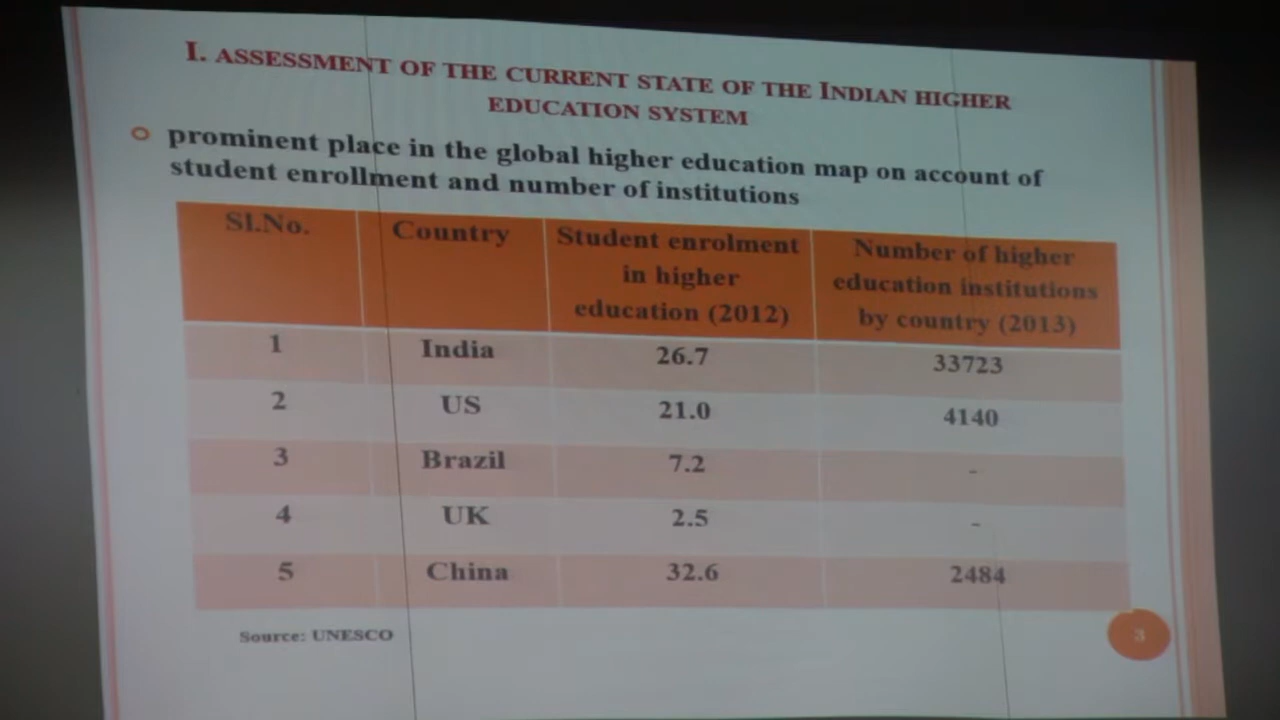 I. ASSESSMENT OF THE CURRENT STATE OF THE INDIAN HIGHER
EDUCATION SYSTEM
prominent place in the global higher education map on account of
student enrollment and number of institutions
Sl.No. Country Student enrolment in higher education (2012) Number of higher education institutions by country (2013)
1 India 26.7 33723
2 US 21.0 4140
3 Brazil 7.2 -
4 UK 2.5 -
5 China 32.6 2484
Source: UNESCO
3